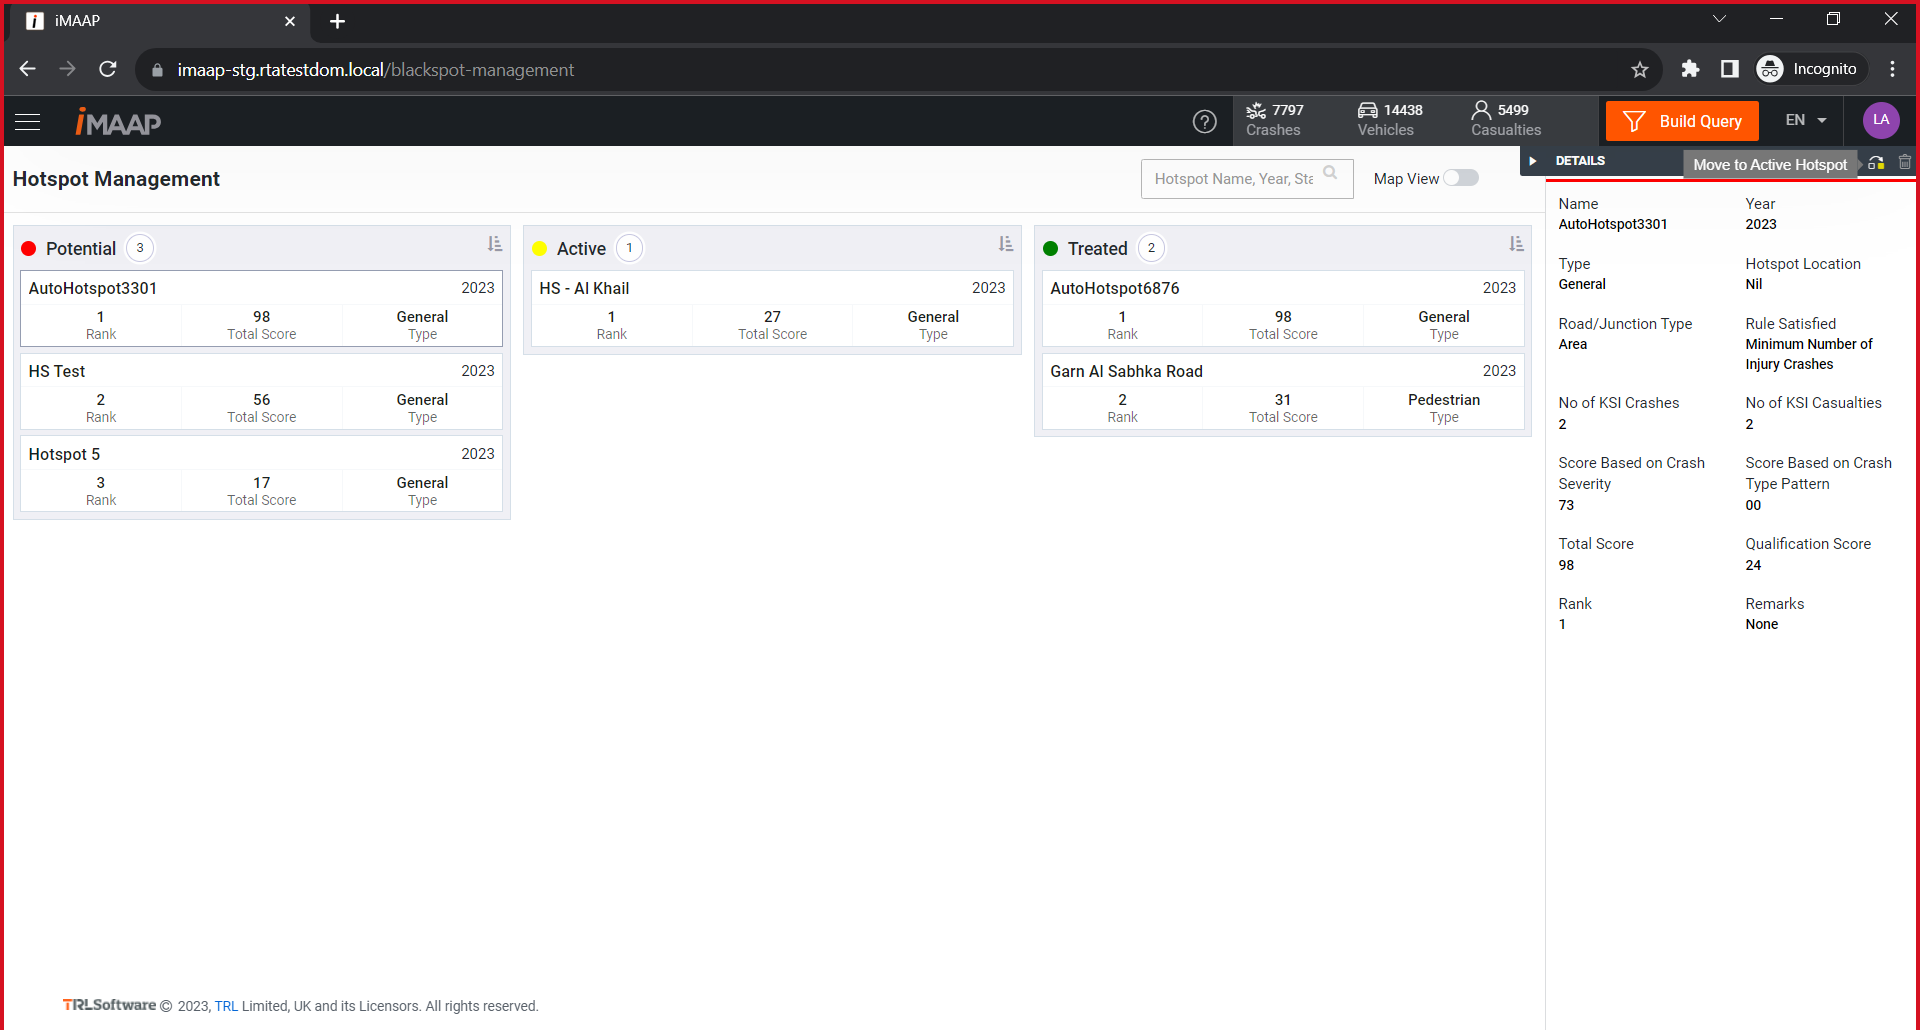 iMAAP
imaap-stg.rtatestdom.local/blackspot-management
Incognito
iMAAP
7797
Crashes
14438
Vehicles
5499
Casualties
Build Query
EN
LA
Hotspot Management
Hotspot Name, Year, Sta
Map View
DETAILS
Move to Active Hotspot
Potential 3
AutoHotspot3301 2023
1 98 General
Rank Total Score Type
HS Test 2023
2 56 General
Rank Total Score Type
Hotspot 5 2023
3 17 General
Rank Total Score Type
Active 1
HS - Al Khail 2023
1 27 General
Rank Total Score Type
Treated 2
AutoHotspot6876 2023
1 98 General
Rank Total Score Type
Garn Al Sabhka Road 2023
2 31 Pedestrian
Rank Total Score Type
Name Year
AutoHotspot3301 2023
Type Hotspot Location
General Nil
Road/Junction Type Rule Satisfied
Area Minimum Number of
Injury Crashes
No of KSI Crashes No of KSI Casualties
2 2
Score Based on Crash Score Based on Crash
Severity Type Pattern
73 00
Total Score Qualification Score
98 24
Rank Remarks
1 None
TRLSoftware © 2023, TRL Limited, UK and its Licensors. All rights reserved.